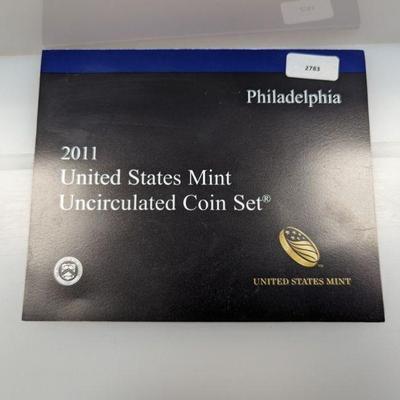 2783
Philadelphia
2011
United States Mint
Uncirculated Coin Set®
UNITED STATES MINT